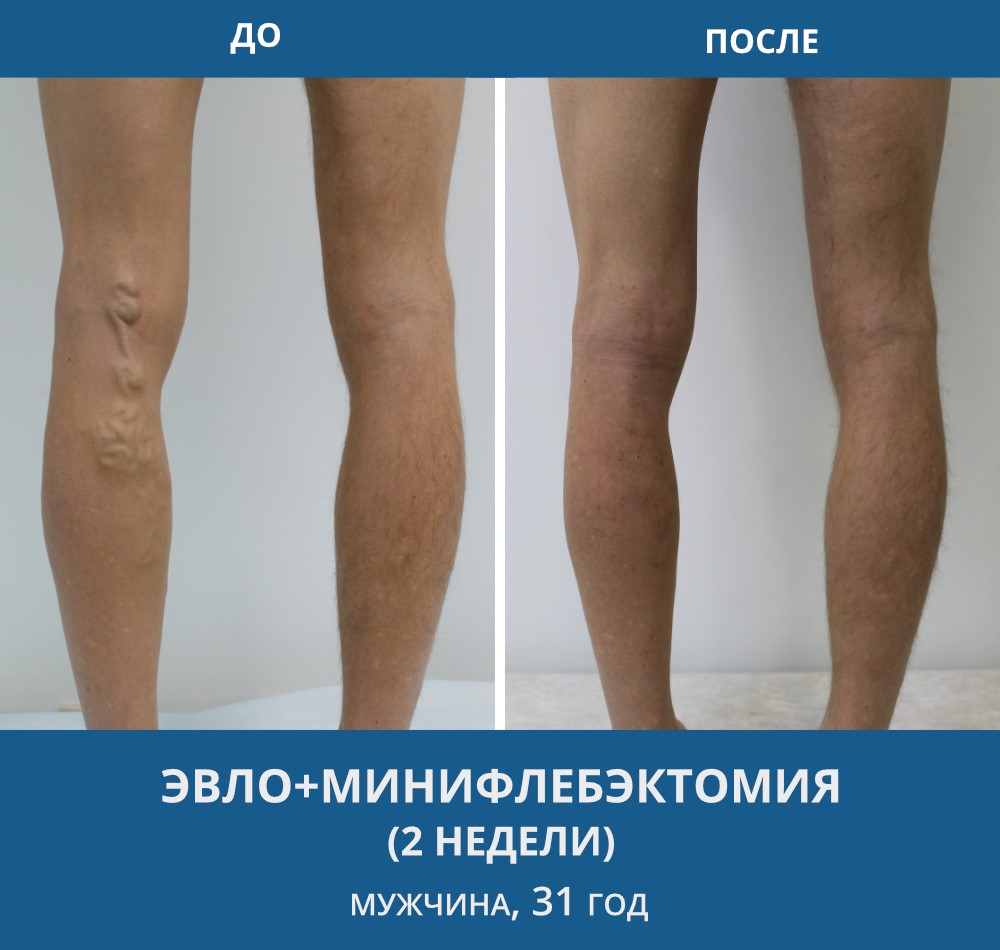 ДО
ПОСЛЕ
ЭВЛО+МИНИФЛЕБЭКТОМИЯ
(2 НЕДЕЛИ)
МУЖЧИНА, 31 ГОД